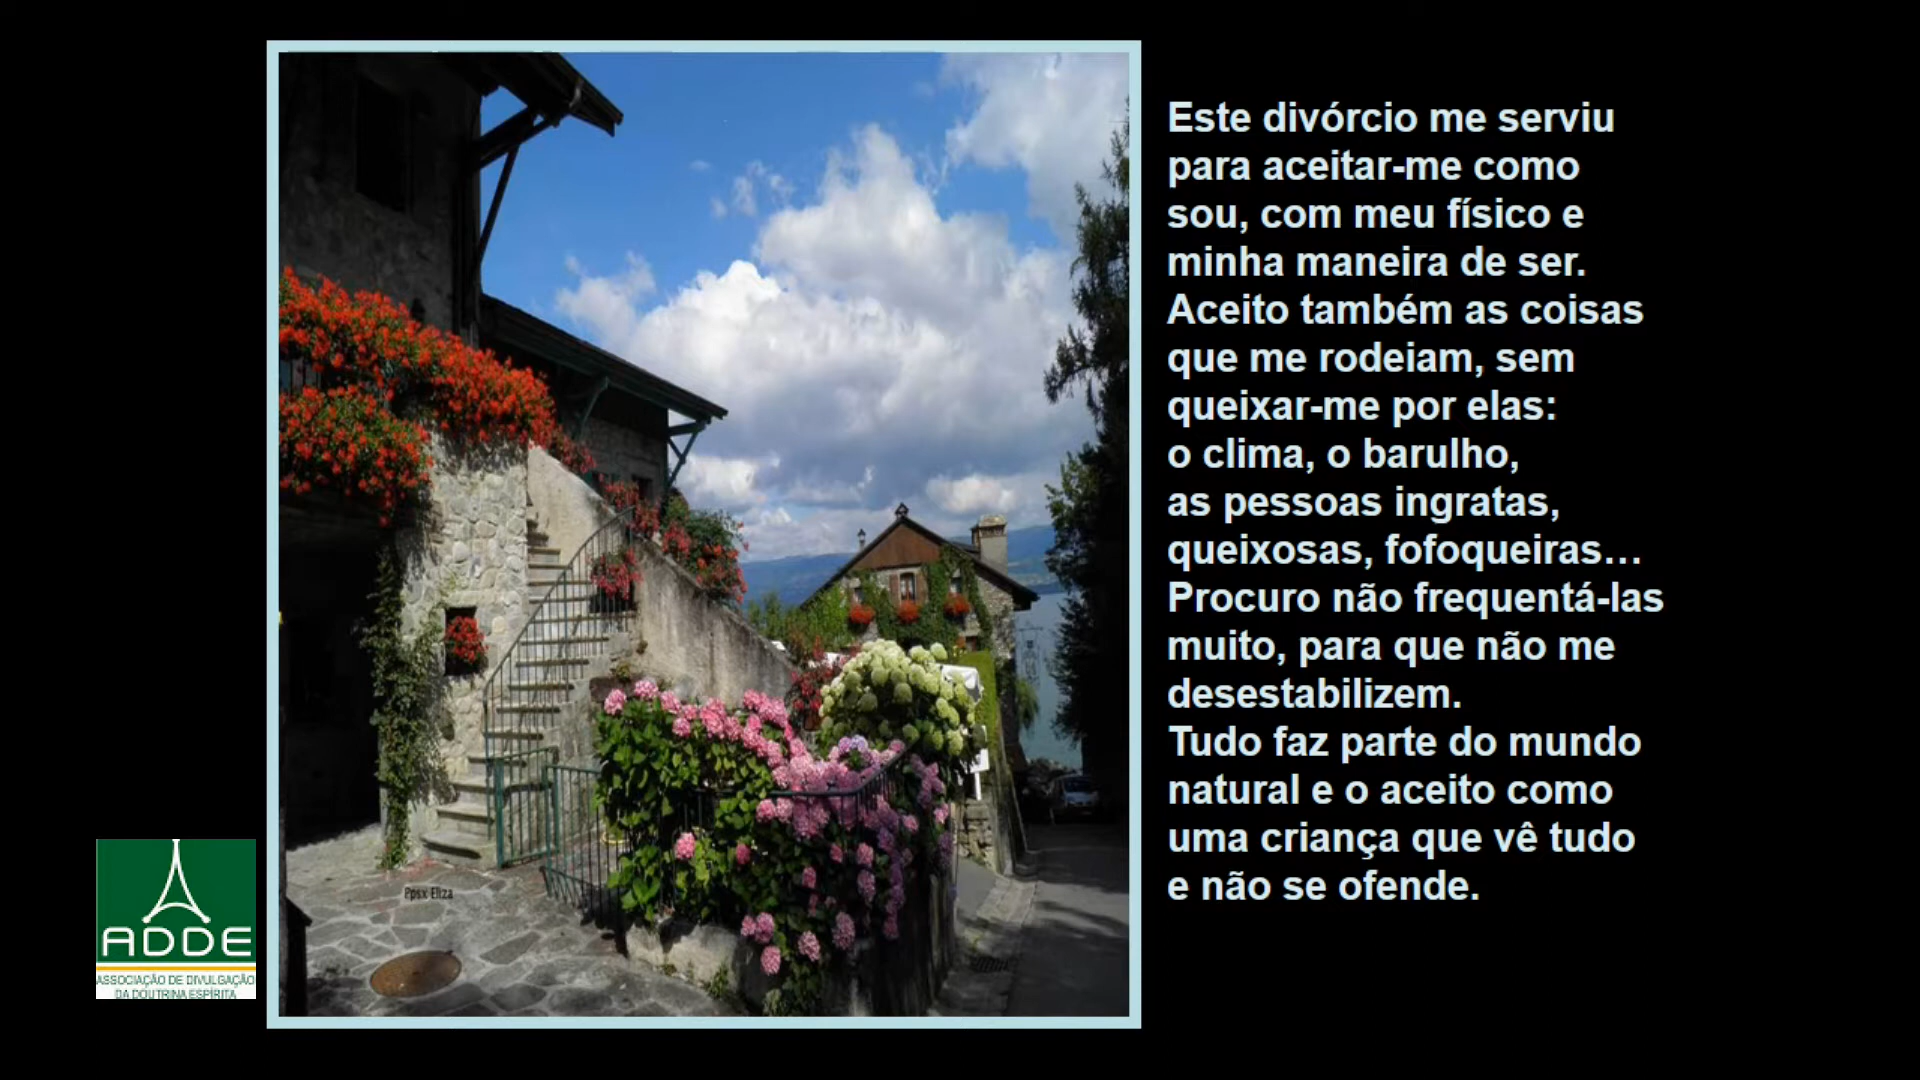 Este divórcio me serviu
para aceitar-me como
sou, com meu físico e
minha maneira de ser.
Aceito também as coisas
que me rodeiam, sem
queixar-me por elas:
o clima, o barulho,
as pessoas ingratas,
queixosas, fofoqueiras...
Procuro não frequentá-las
muito, para que não me
desestabilizem.
Tudo faz parte do mundo
natural e o aceito como
uma criança que vê tudo
e não se ofende.
Ppsx Eliza
ADDE
ASSOCIAÇÃO DE DIVULGAÇÃO
DA DOUTRINA ESPÍRITA